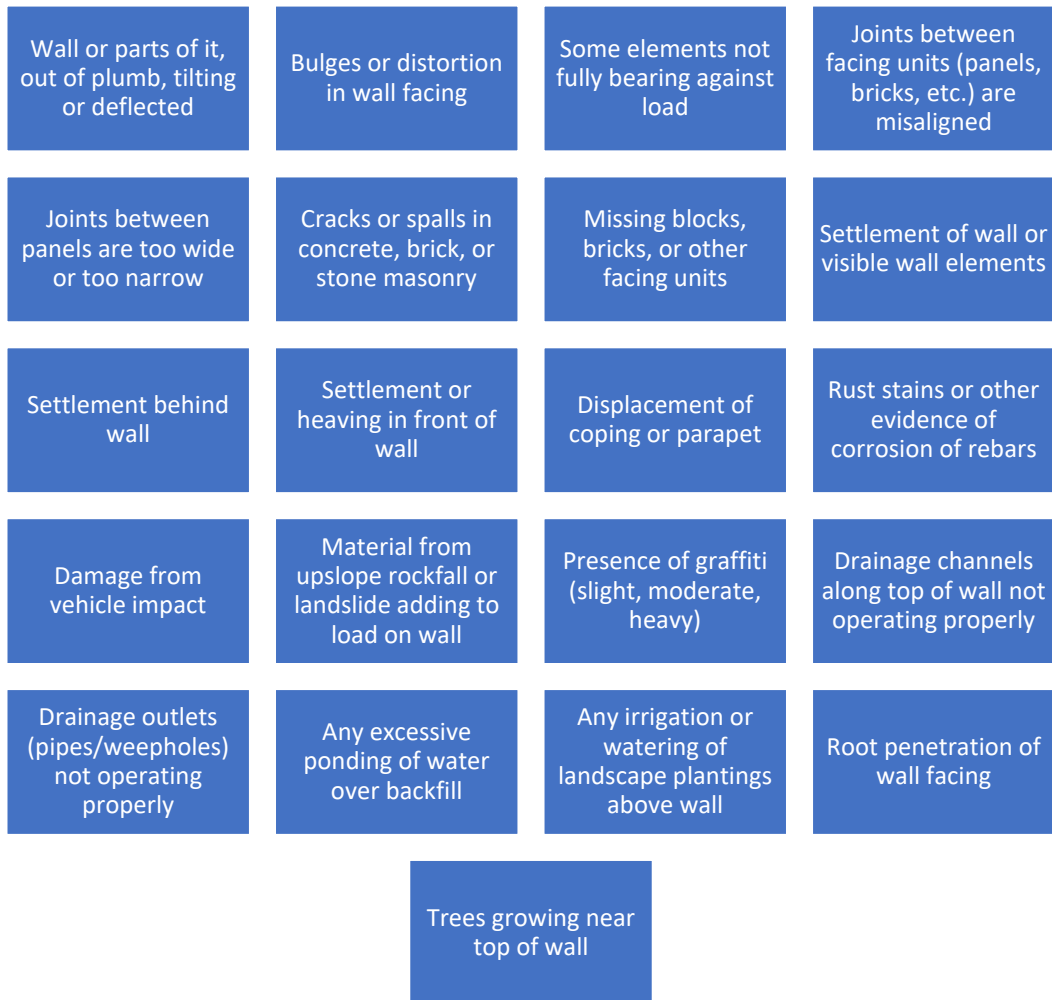 Wall or parts of it,
out of plumb, tilting
or deflected
Bulges or distortion
in wall facing
Some elements not
fully bearing against
load
Joints between
facing units (panels,
bricks, etc.) are
misaligned
Joints between
panels are too wide
or too narrow
Cracks or spalls in
concrete, brick, or
stone masonry
Missing blocks,
bricks, or other
facing units
Settlement of wall or
visible wall elements
Settlement behind
wall
Settlement or
heaving in front of
wall
Displacement of
coping or parapet
Rust stains or other
evidence of
corrosion of rebars
Damage from
vehicle impact
Material from
upslope rockfall or
landslide adding to
load on wall
Presence of graffiti
(slight, moderate,
heavy)
Drainage channels
along top of wall not
operating properly
Drainage outlets
(pipes/weepholes)
not operating
properly
Any excessive
ponding of water
over backfill
Any irrigation or
watering of
landscape plantings
above wall
Root penetration of
wall facing
Trees growing near
top of wall